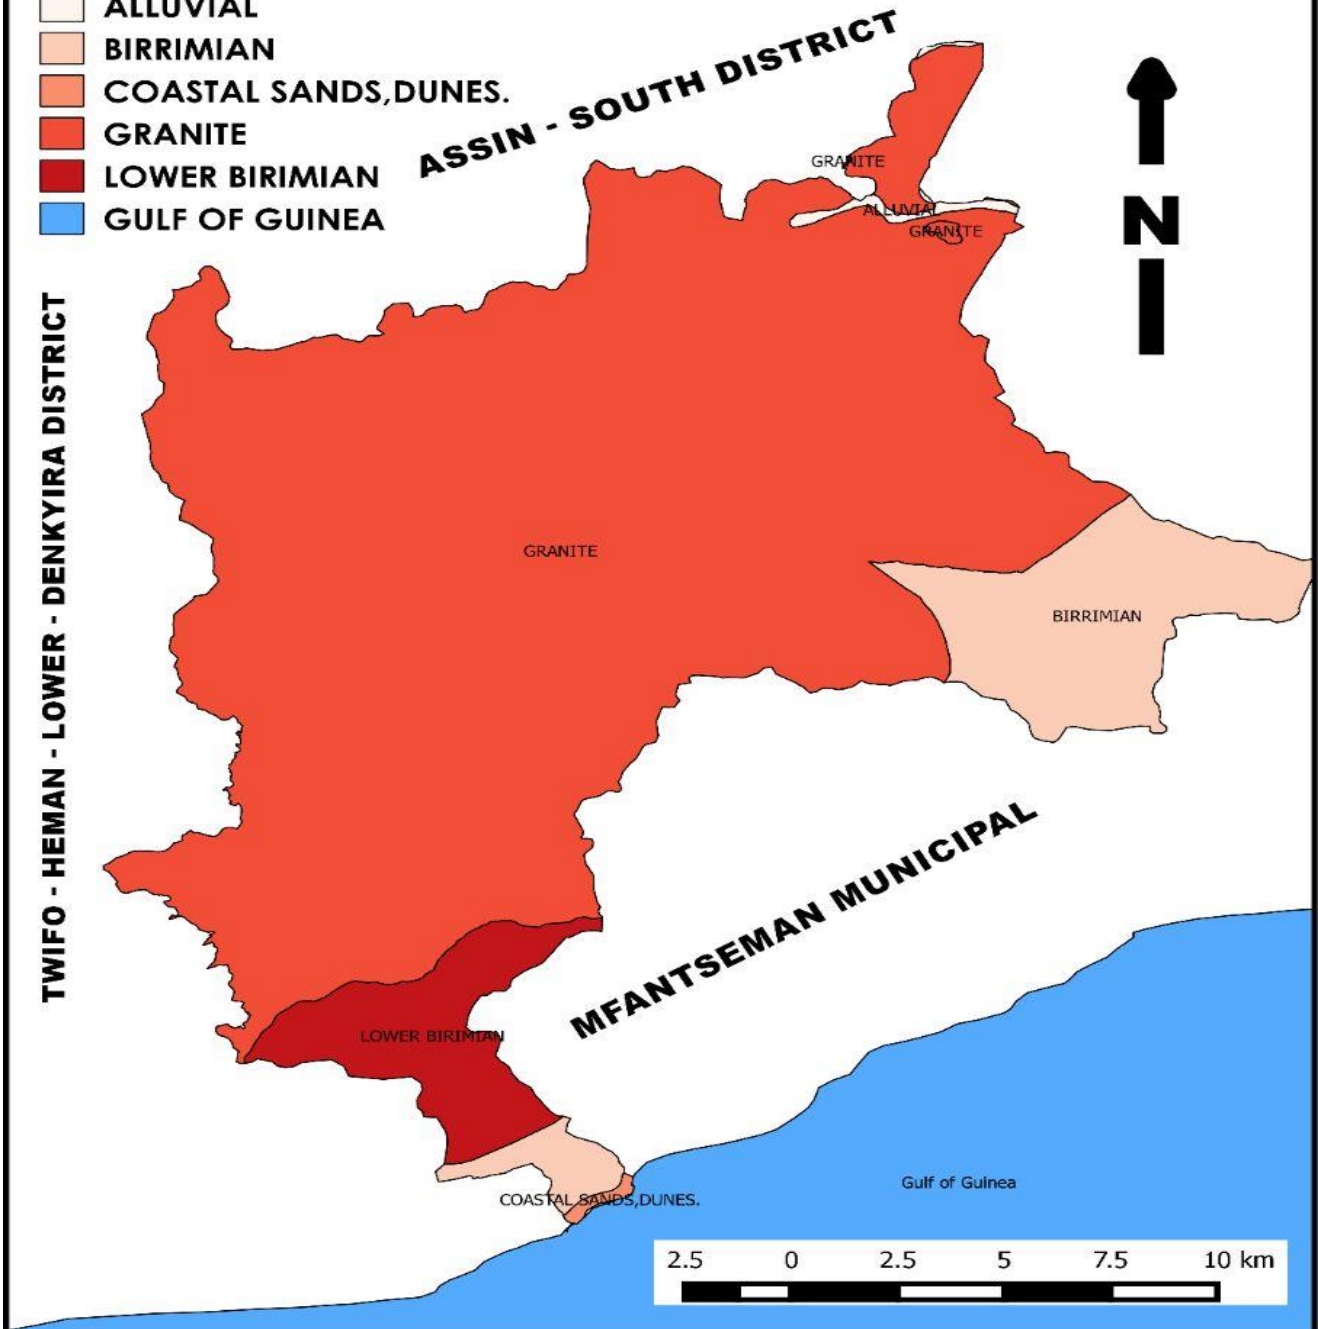 ALLUVIAL
BIRRIMIAN
COASTAL SANDS,DUNES.
GRANITE
LOWER BIRIMIAN
GULF OF GUINEA
ASSIN - SOUTH DISTRICT
N
GRANITE
ALLUVIAL
GRANITE
TWIFO - HEMAN - LOWER - DENKYIRA DISTRICT
GRANITE
BIRRIMIAN
MFANTSEMAN MUNICIPAL
LOWER BIRIMIAN
COASTAL SANDS,DUNES.
Gulf of Guinea
2.5 0 2.5 5 7.5 10 km